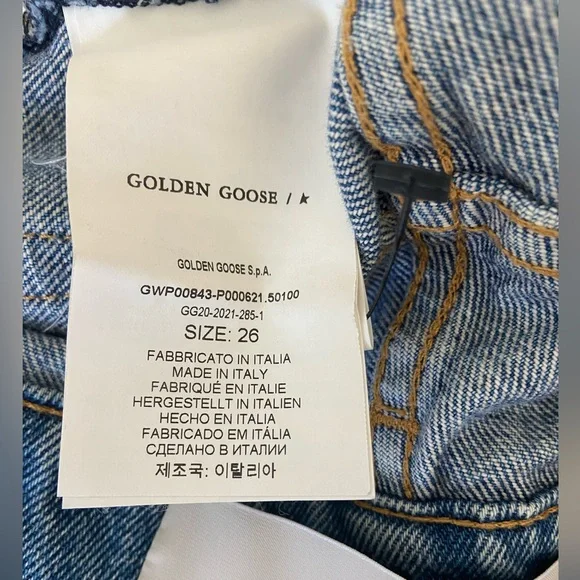 GOLDEN GOOSE / ★
GOLDEN GOOSE S.p.A.
GWP00843-P000621.50100
GG20-2021-285-1
SIZE: 26
FABBRICATO IN ITALIA
MADE IN ITALY
FABRIQUÉ EN ITALIE
HERGESTELLT IN ITALIEN
HECHO EN ITALIA
FABRICADO EM ITÁLIA
СДЕЛАНО В ИТАЛИИ
제조국: 이탈리아